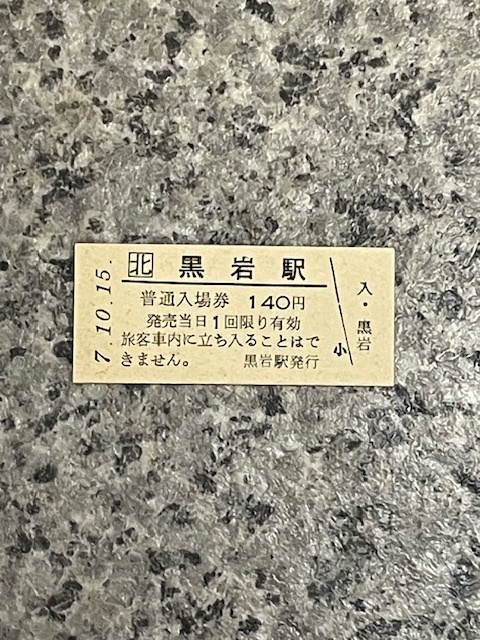 7.10.15.
北 黒岩駅
普通入場券 140円
発売当日1回限り有効
旅客車内に立ち入ることはで
きません。 黒岩駅発行
小
入・黒岩